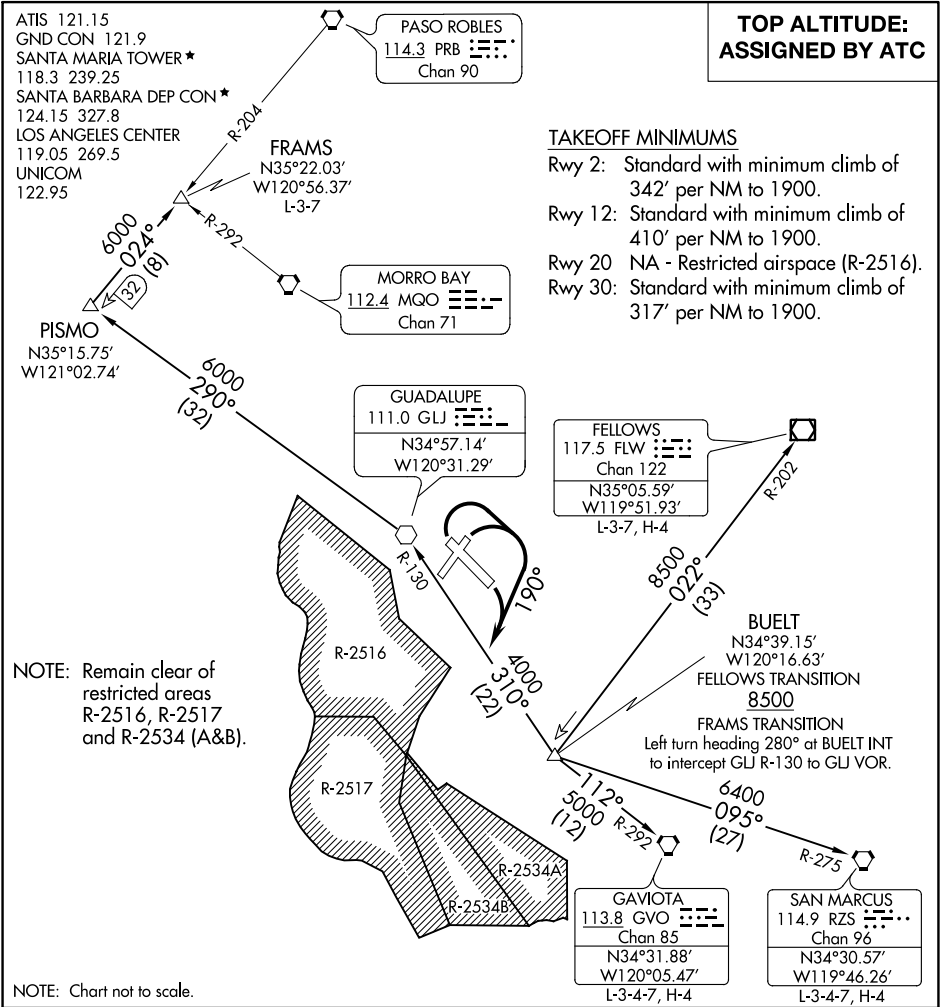 ATIS 121.15
GND CON 121.9
SANTA MARIA TOWER★
118.3 239.25
SANTA BARBARA DEP CON★
124.15 327.8
LOS ANGELES CENTER
119.05 269.5
UNICOM
122.95
PASO ROBLES
114.3 PRB
Chan 90
TOP ALTITUDE:
ASSIGNED BY ATC
R-204
FRAMS
N35°22.03'
W120°56.37'
L-3-7
TAKEOFF MINIMUMS
Rwy 2: Standard with minimum climb of
342' per NM to 1900.
Rwy 12: Standard with minimum climb of
410' per NM to 1900.
Rwy 20 NA - Restricted airspace (R-2516).
Rwy 30: Standard with minimum climb of
317' per NM to 1900.
R-292
6000
024°
(8)
32
MORRO BAY
112.4 MQO
Chan 71
PISMO
N35°15.75'
W121°02.74'
6000
290°
(32)
GUADALUPE
111.0 GLJ
N34°57.14'
W120°31.29'
FELLOWS
117.5 FLW
Chan 122
N35°05.59'
W119°51.93'
L-3-7, H-4
R-202
R-130
190°
8500
022°
(33)
4000
310°
(22)
BUELT
N34°39.15'
W120°16.63'
FELLOWS TRANSITION
8500
FRAMS TRANSITION
Left turn heading 280° at BUELT INT
to intercept GLJ R-130 to GLJ VOR.
R-2516
NOTE: Remain clear of
restricted areas
R-2516, R-2517
and R-2534 (A&B).
R-2517
R-2534A
R-2534B
112°
5000
(12)
R-292
6400
095°
(27)
R-275
GAVIOTA
113.8 GVO
Chan 85
N34°31.88'
W120°05.47'
L-3-4-7, H-4
SAN MARCUS
114.9 RZS
Chan 96
N34°30.57'
W119°46.26'
L-3-4-7, H-4
NOTE: Chart not to scale.